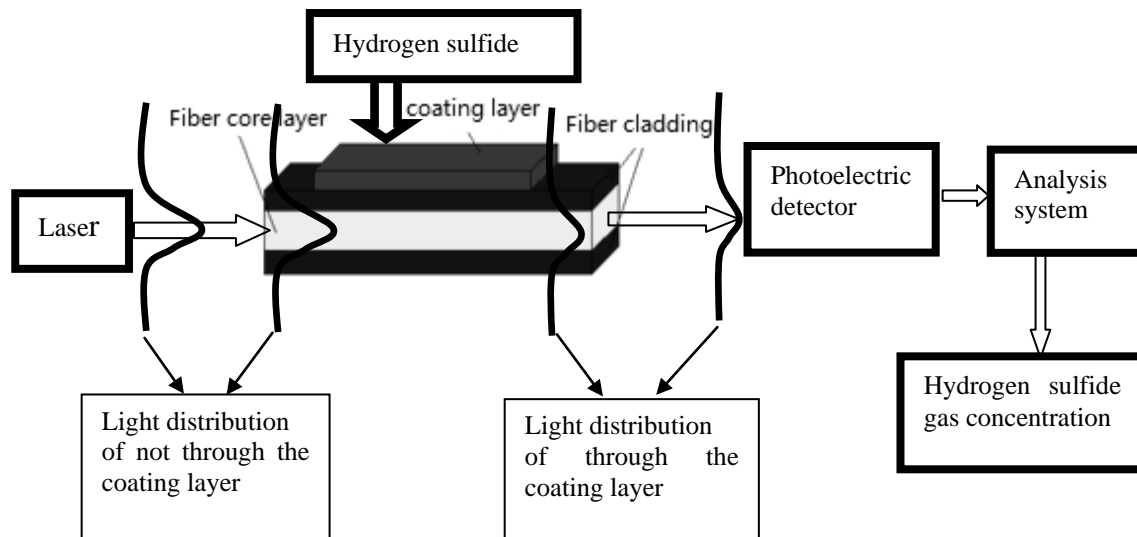 Hydrogen sulfide
Fiber core layer
coating layer
Fiber cladding
Laser
Photoelectric
detector
Analysis
system
Light distribution
of not through the
coating layer
Light distribution
of through the
coating layer
Hydrogen sulfide
gas concentration